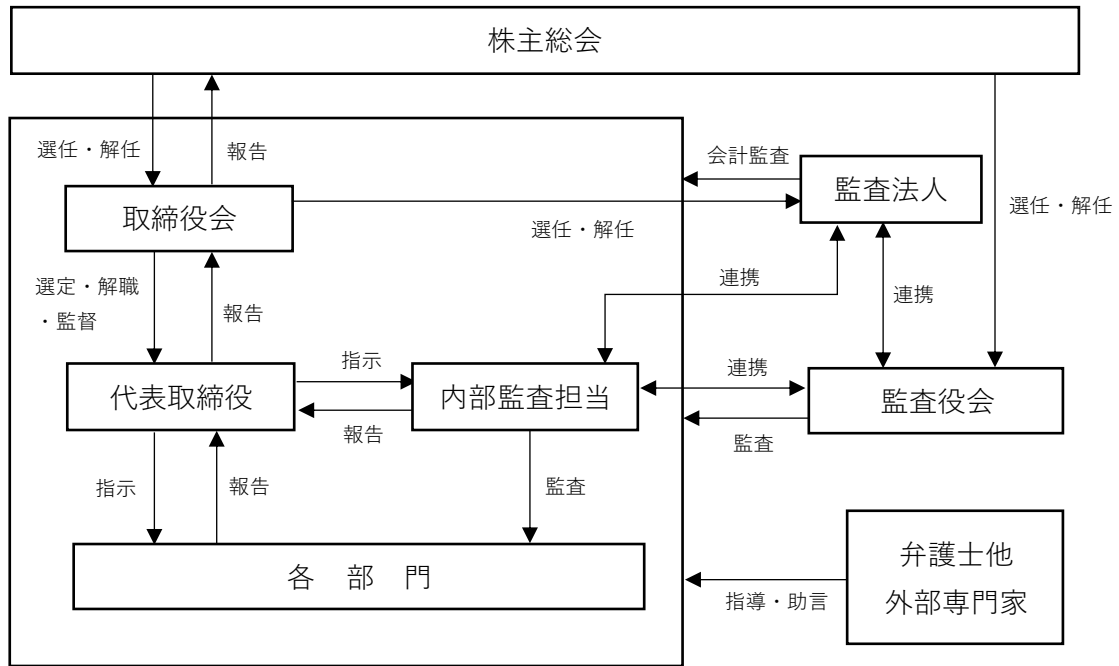 株主総会
選任・解任
報告
会計監査
監査法人
選任・解任
取締役会
選任・解任
選定・解職
・監督
報告
連携
連携
代表取締役
指示
報告
内部監査担当
連携
監査役会
監査
指示
報告
監査
各 部 門
弁護士他
外部専門家
指導・助言